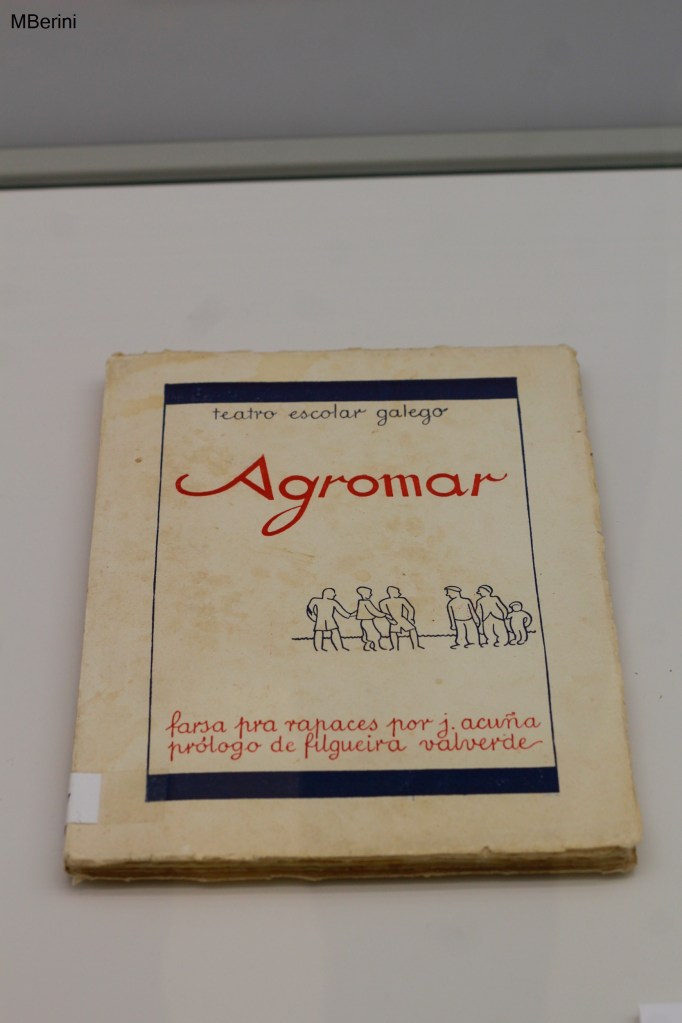 MBerini
teatro escolar galego
Agromar
farsa pra rapaces por j. acuña
prólogo de filgueira valverde